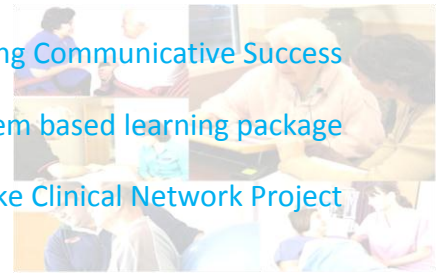 ng Communicative Success
em based learning package
ke Clinical Network Project